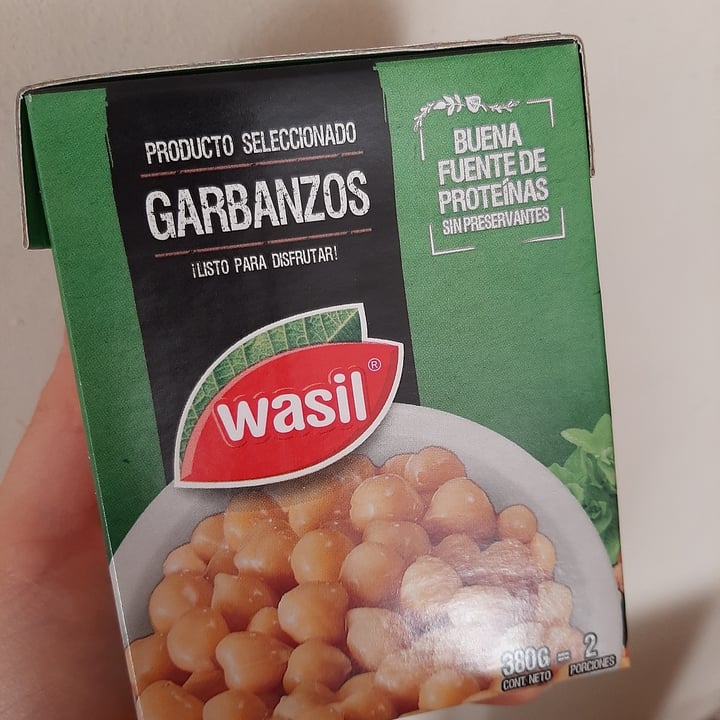 PRODUCTO SELECCIONADO
GARBANZOS
¡LISTO PARA DISFRUTAR!
BUENA
FUENTE DE
PROTEÍNAS
SIN PRESERVANTES
wasil®
380G = 2
CONT. NETO PORCIONES